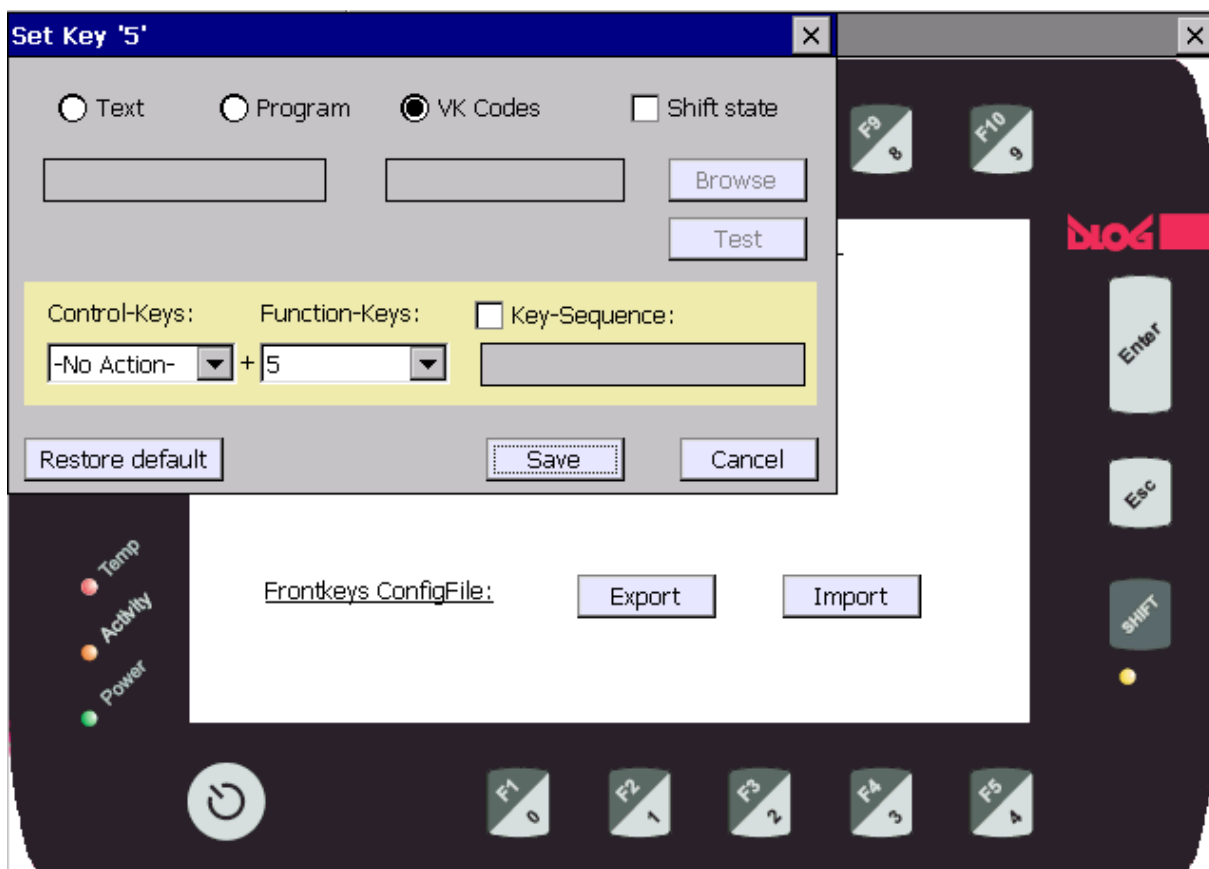 Set Key '5'
Text Program VK Codes Shift state
Browse
Test
Control-Keys: Function-Keys: Key-Sequence:
-No Action- + 5
Restore default Save Cancel
F9 8
F10 9
DLOG
Enter
Esc
SHIFT
Temp
Activity
Power
Frontkeys ConfigFile: Export Import
F1 0
F2 1
F3 2
F4 3
F5 4